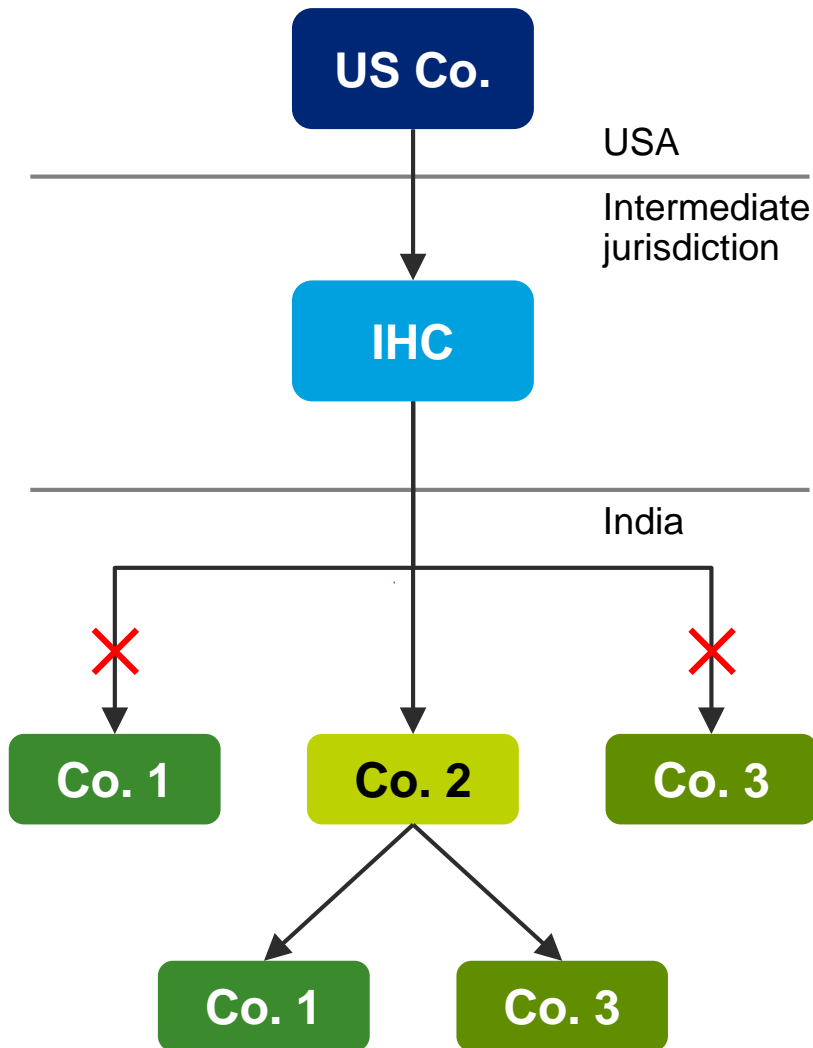 US Co.
USA
Intermediate
jurisdiction
IHC
India
Co. 1
Co. 2
Co. 3
Co. 1
Co. 3